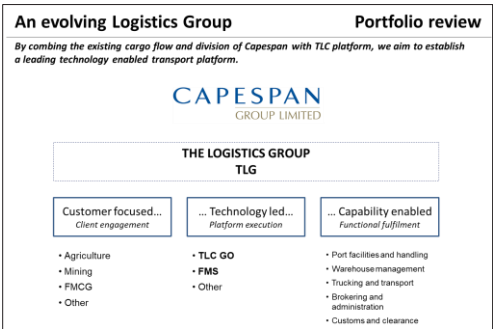 An evolving Logistics Group Portfolio review
By combing the existing cargo flow and division of Capespan with TLC platform, we aim to establish
a leading technology enabled transport platform.
CAPESPAN
GROUP LIMITED
THE LOGISTICS GROUP
TLG
Customer focused...
Client engagement
• Agriculture
• Mining
• FMCG
• Other
... Technology led...
Platform execution
• TLC GO
• FMS
• Other
... Capability enabled
Functional fulfilment
• Port facilities and handling
• Warehouse management
• Trucking and transport
• Brokering and
administration
• Customs and clearance